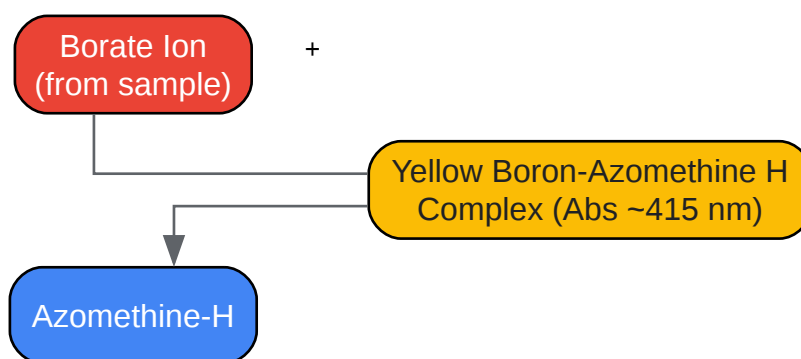 Borate Ion
(from sample)
+
Yellow Boron-Azomethine H
Complex (Abs ~415 nm)
Azomethine-H